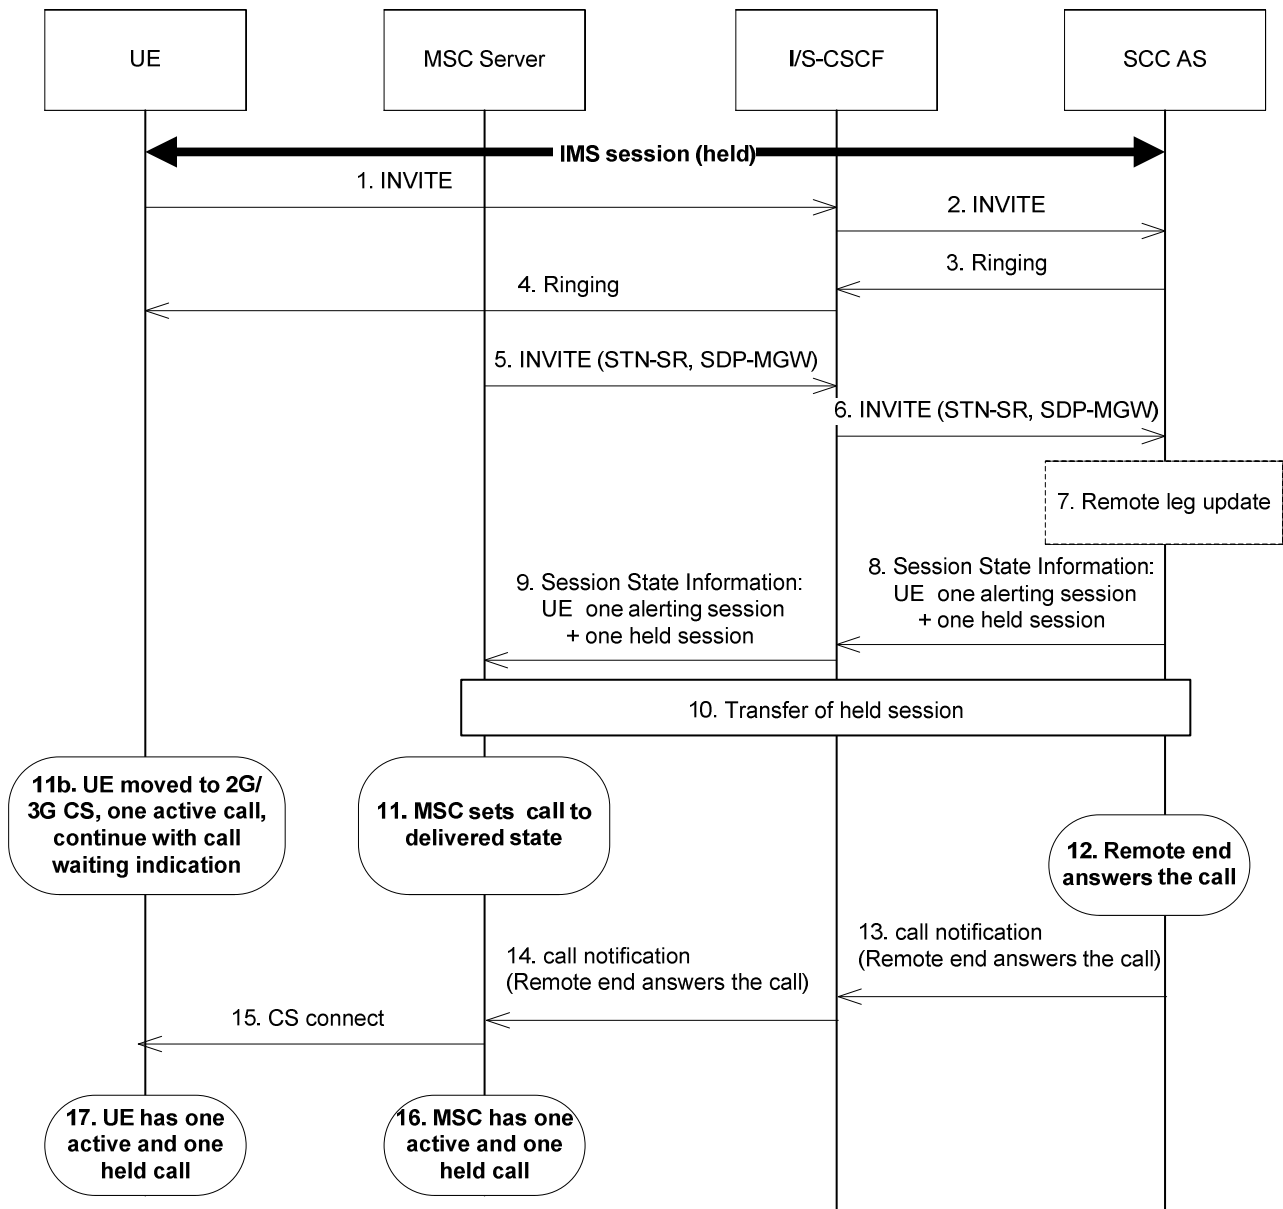 UE
MSC Server
I/S-CSCF
SCC AS
IMS session (held)
1. INVITE
2. INVITE
3. Ringing
4. Ringing
5. INVITE (STN-SR, SDP-MGW)
6. INVITE (STN-SR, SDP-MGW)
7. Remote leg update
8. Session State Information:
UE one alerting session
+ one held session
9. Session State Information:
UE one alerting session
+ one held session
10. Transfer of held session
11b. UE moved to 2G/
3G CS, one active call,
continue with call
waiting indication
11. MSC sets call to
delivered state
12. Remote end
answers the call
13. call notification
(Remote end answers the call)
14. call notification
(Remote end answers the call)
15. CS connect
17. UE has one
active and one
held call
16. MSC has one
active and one
held call